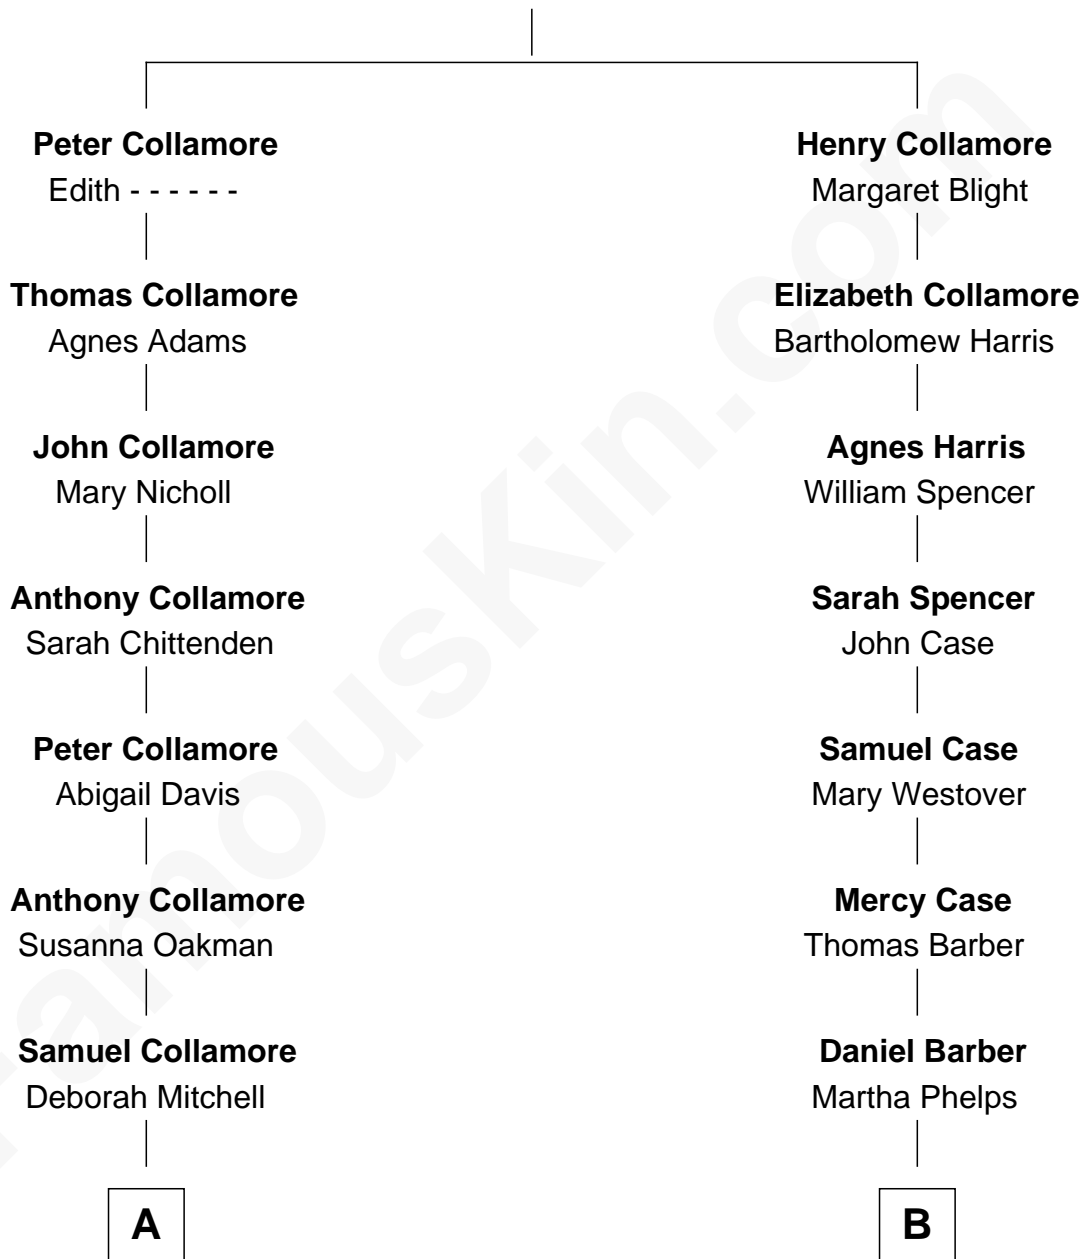 Peter Collamore
Edith - - - - - -
Henry Collamore
Margaret Blight
Thomas Collamore
Agnes Adams
Elizabeth Collamore
Bartholomew Harris
John Collamore
Mary Nicholl
Agnes Harris
William Spencer
Anthony Collamore
Sarah Chittenden
Sarah Spencer
John Case
Peter Collamore
Abigail Davis
Samuel Case
Mary Westover
Anthony Collamore
Susanna Oakman
Mercy Case
Thomas Barber
Samuel Collamore
Deborah Mitchell
Daniel Barber
Martha Phelps
A
B
FamousKin.com